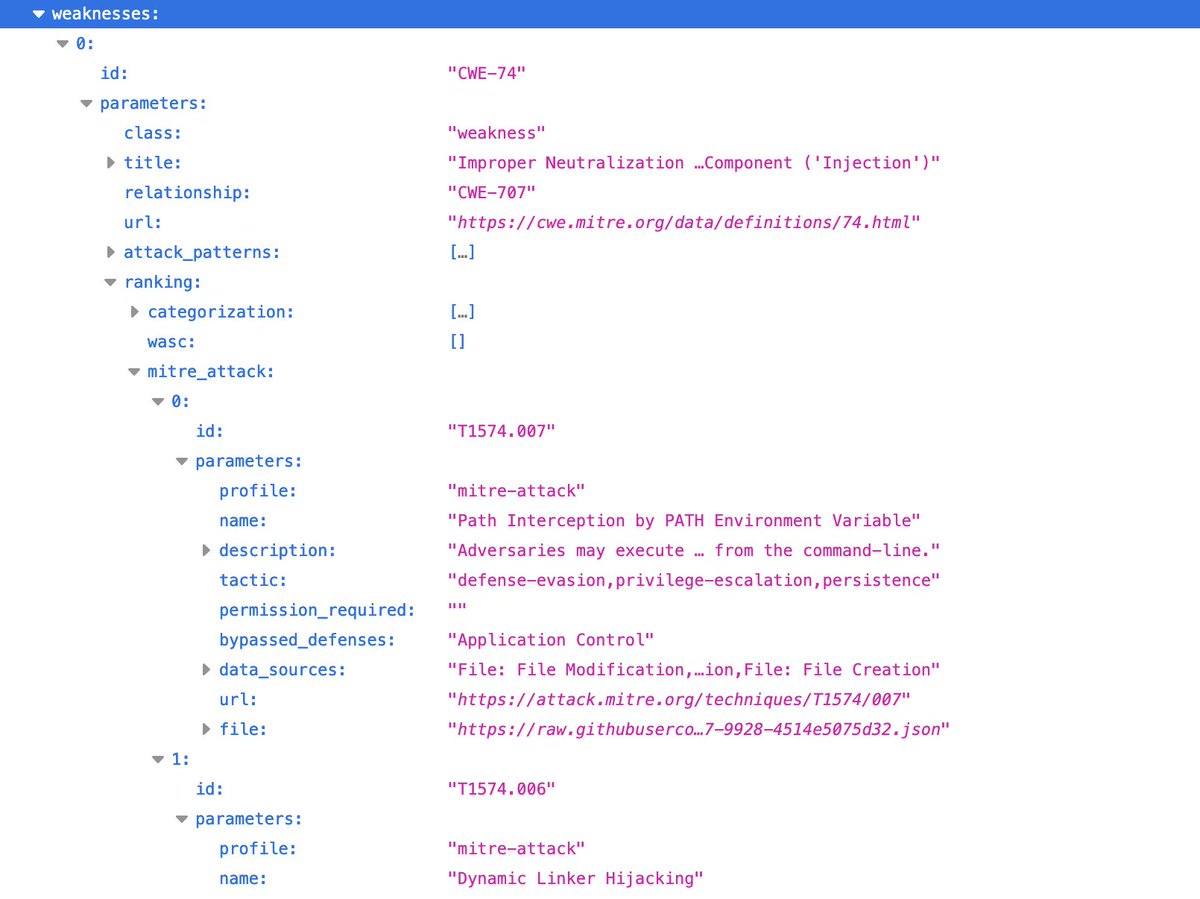 weaknesses:
0:
id: "CWE-74"
parameters:
class: "weakness"
title: "Improper Neutralization …Component ('Injection')"
relationship: "CWE-707"
url: "https://cwe.mitre.org/data/definitions/74.html"
attack_patterns: […]
ranking:
categorization: […]
wasc: []
mitre_attack:
0:
id: "T1574.007"
parameters:
profile: "mitre-attack"
name: "Path Interception by PATH Environment Variable"
description: "Adversaries may execute … from the command-line."
tactic: "defense-evasion,privilege-escalation,persistence"
permission_required: ""
bypassed_defenses: "Application Control"
data_sources: "File: File Modification,…ion,File: File Creation"
url: "https://attack.mitre.org/techniques/T1574/007"
file: "https://raw.githubuserco…7-9928-4514e5075d32.json"
1:
id: "T1574.006"
parameters:
profile: "mitre-attack"
name: "Dynamic Linker Hijacking"